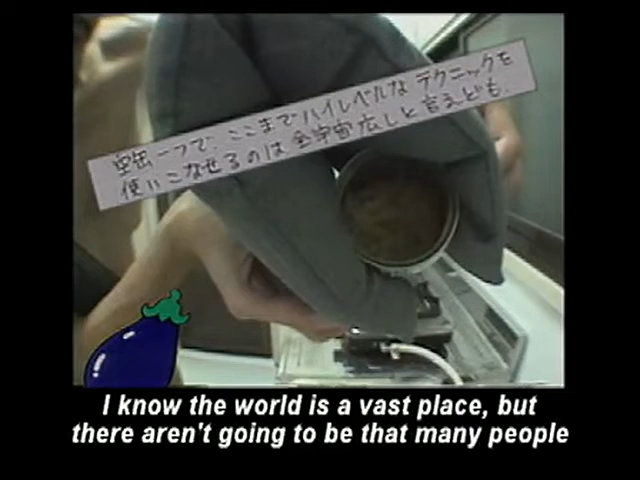 空缶一つで、ここまでハイレベルな テクニックを
使いこなせるのは 全宇宙広しと言えども、
I know the world is a vast place, but
there aren't going to be that many people